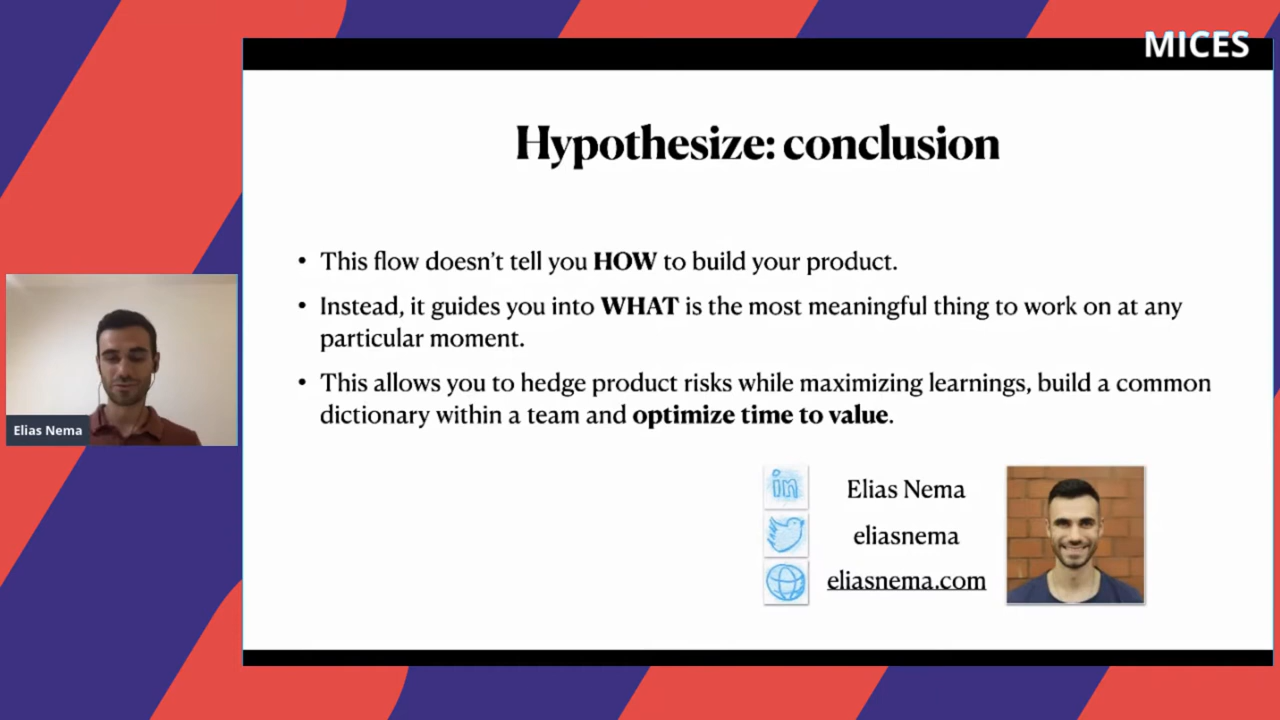 MICES
Hypothesize: conclusion
• This flow doesn't tell you HOW to build your product.
• Instead, it guides you into WHAT is the most meaningful thing to work on at any
particular moment.
• This allows you to hedge product risks while maximizing learnings, build a common
dictionary within a team and optimize time to value.
Elias Nema
in
Elias Nema
eliasnema
eliasnema.com